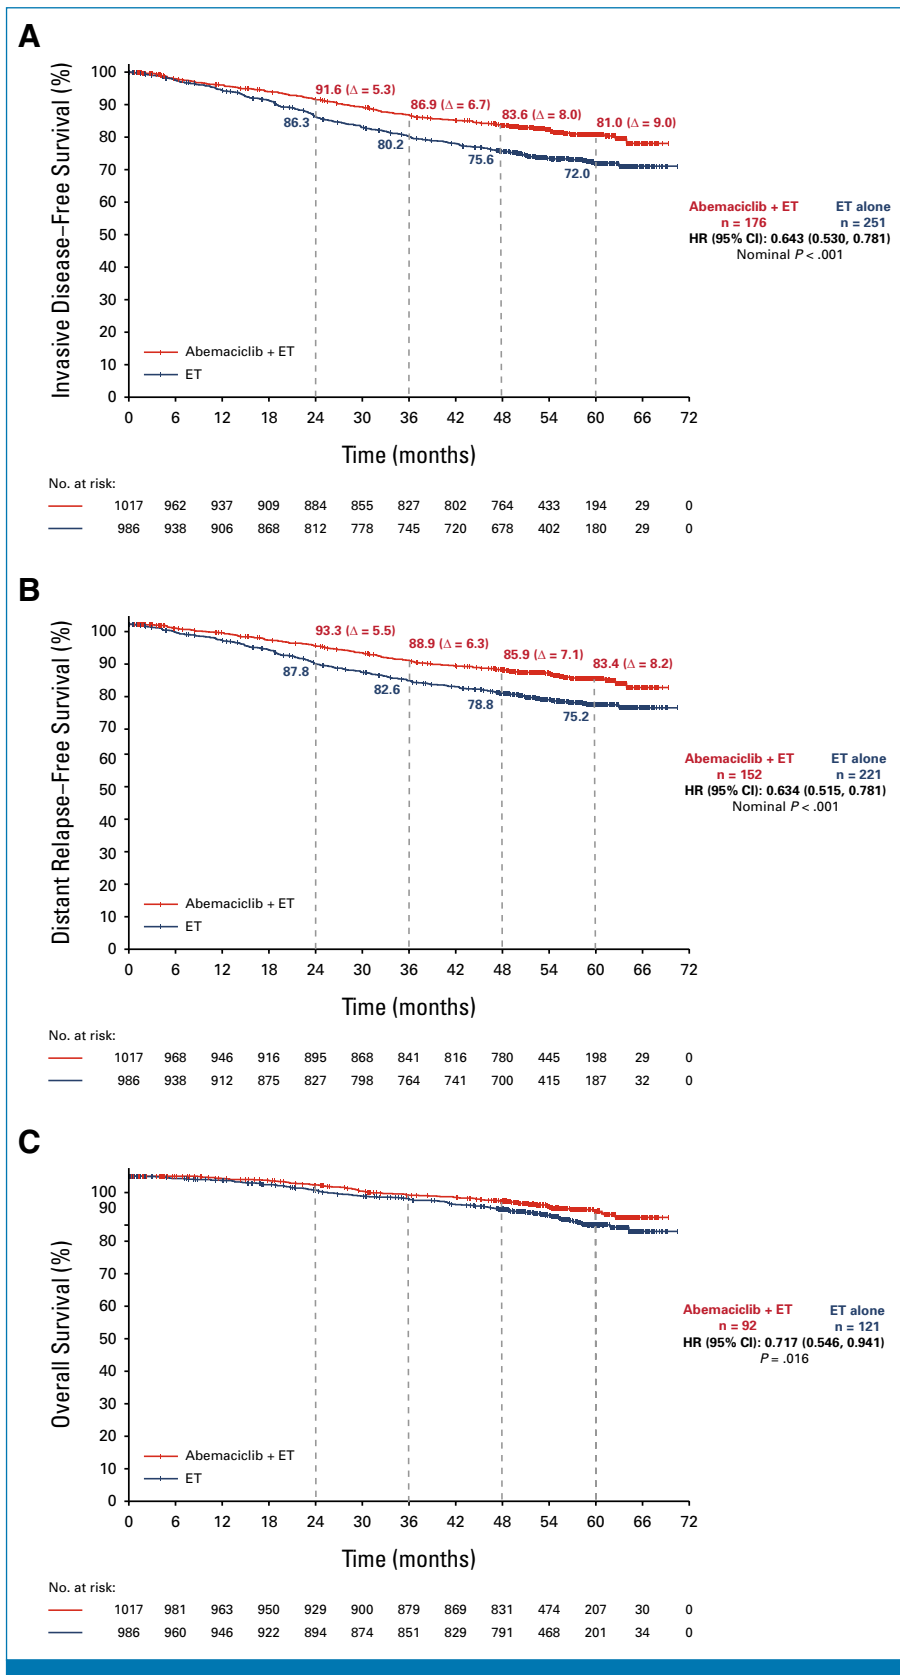 A
Invasive Disease–Free Survival (%)
100
90
80
70
60
50
40
30
20
10
0
91.6 (Δ = 5.3)
86.9 (Δ = 6.7)
83.6 (Δ = 8.0)
81.0 (Δ = 9.0)
86.3
80.2
75.6
72.0
Abemaciclib + ET ET alone
n = 176 n = 251
HR (95% CI): 0.643 (0.530, 0.781)
Nominal P < .001
Abemaciclib + ET
ET
0 6 12 18 24 30 36 42 48 54 60 66 72
Time (months)
No. at risk:
1017 962 937 909 884 855 827 802 764 433 194 29 0
986 938 906 868 812 778 745 720 678 402 180 29 0
B
Distant Relapse–Free Survival (%)
100
90
80
70
60
50
40
30
20
10
0
93.3 (Δ = 5.5)
88.9 (Δ = 6.3)
85.9 (Δ = 7.1)
83.4 (Δ = 8.2)
87.8
82.6
78.8
75.2
Abemaciclib + ET ET alone
n = 152 n = 221
HR (95% CI): 0.634 (0.515, 0.781)
Nominal P < .001
Abemaciclib + ET
ET
0 6 12 18 24 30 36 42 48 54 60 66 72
Time (months)
No. at risk:
1017 968 946 916 895 868 841 816 780 445 198 29 0
986 938 912 875 827 798 764 741 700 415 187 32 0
C
Overall Survival (%)
100
90
80
70
60
50
40
30
20
10
0
Abemaciclib + ET ET alone
n = 92 n = 121
HR (95% CI): 0.717 (0.546, 0.941)
P = .016
Abemaciclib + ET
ET
0 6 12 18 24 30 36 42 48 54 60 66 72
Time (months)
No. at risk:
1017 981 963 950 929 900 879 869 831 474 207 30 0
986 960 946 922 894 874 851 829 791 468 201 34 0